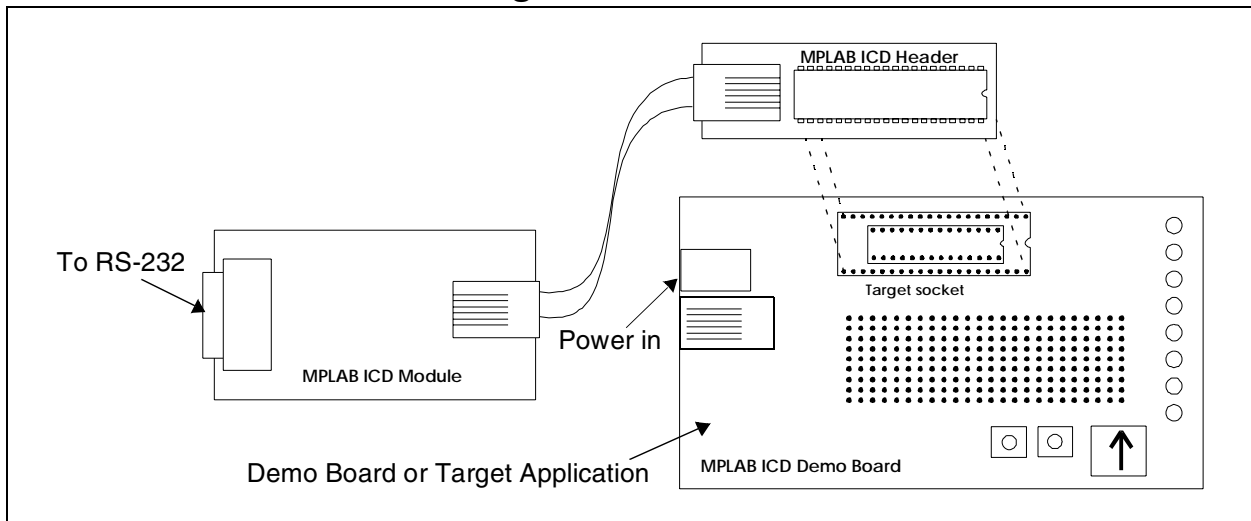 MPLAB ICD Header
To RS-232
Target socket
Power in
MPLAB ICD Module
Demo Board or Target Application
MPLAB ICD Demo Board